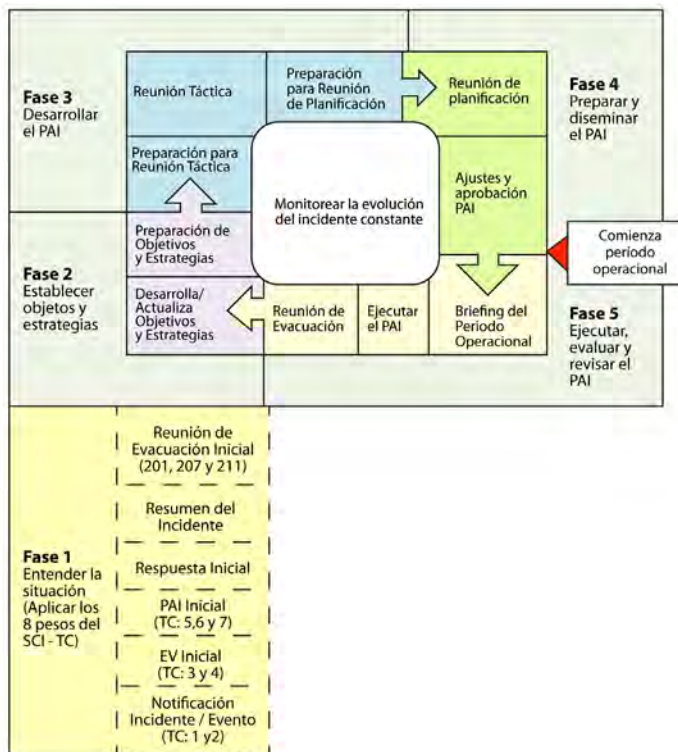 Fase 3
Desarrollar
el PAI
Reunión Táctica
Preparación
para Reunión
de Planificación
Reunión de
planificación
Fase 4
Preparar y
diseminar
el PAI
Preparación para
Reunión Táctica
Monitorear la evolución
del incidente constante
Ajustes y
aprobación
PAI
Preparación de
Objetivos
y Estrategias
Comienza
período
operacional
Fase 2
Establecer
objetos y
estrategias
Desarrolla/
Actualiza
Objetivos
y Estrategias
Reunión de
Evacuación
Ejecutar
el PAI
Briefing del
Periodo
Operacional
Fase 5
Ejecutar,
evaluar y
revisar el
PAI
Reunión de
Evacuación Inicial
(201, 207 y 211)
Resumen del
Incidente
Fase 1
Entender la
situación
(Aplicar los
8 pesos del
SCI - TC)
Respuesta Inicial
PAI Inicial
(TC: 5,6 y 7)
EV Inicial
(TC: 3 y 4)
Notificación
Incidente / Evento
(TC: 1 y2)